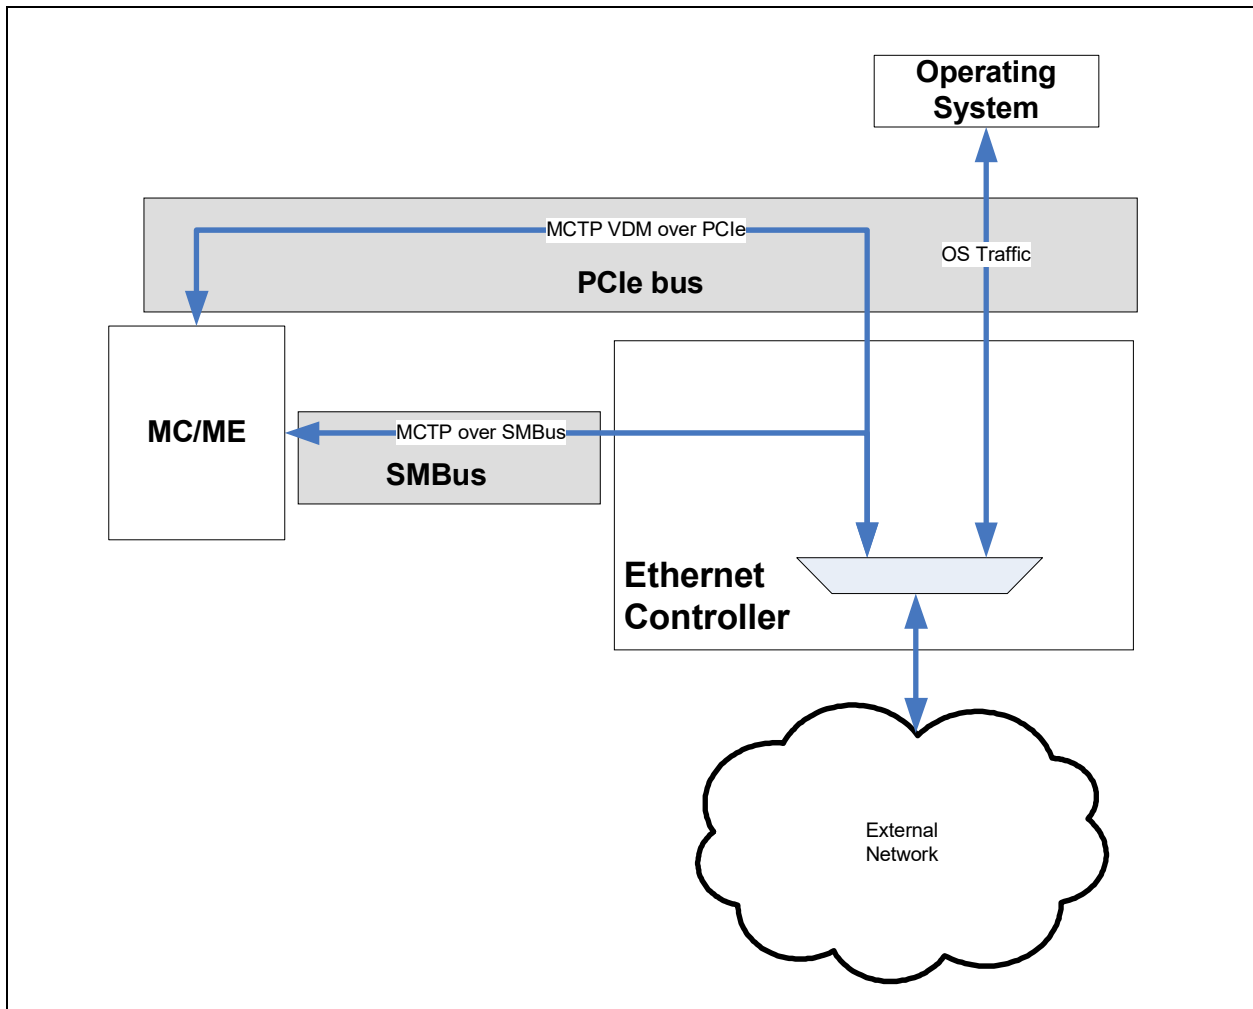 Operating
System
MCTP VDM over PCIe
OS Traffic
PCIe bus
MC/ME
MCTP over SMBus
SMBus
Ethernet
Controller
External
Network